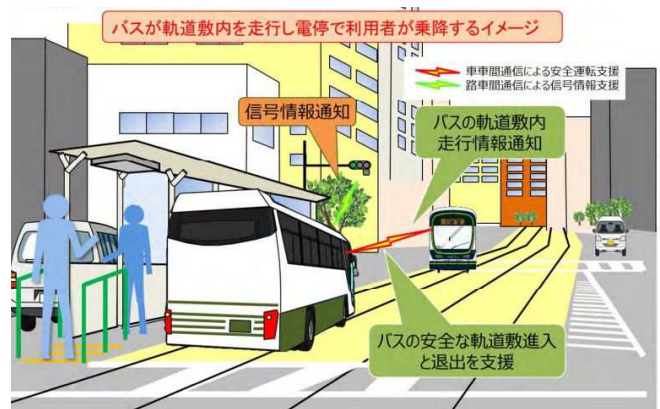 バスが軌道敷内を走行し電停で利用者が乗降するイメージ
車車間通信による安全運転支援
路車間通信による信号情報支援
信号情報通知
バスの軌道敷内
走行情報通知
バスの安全な軌道敷進入
と退出を支援